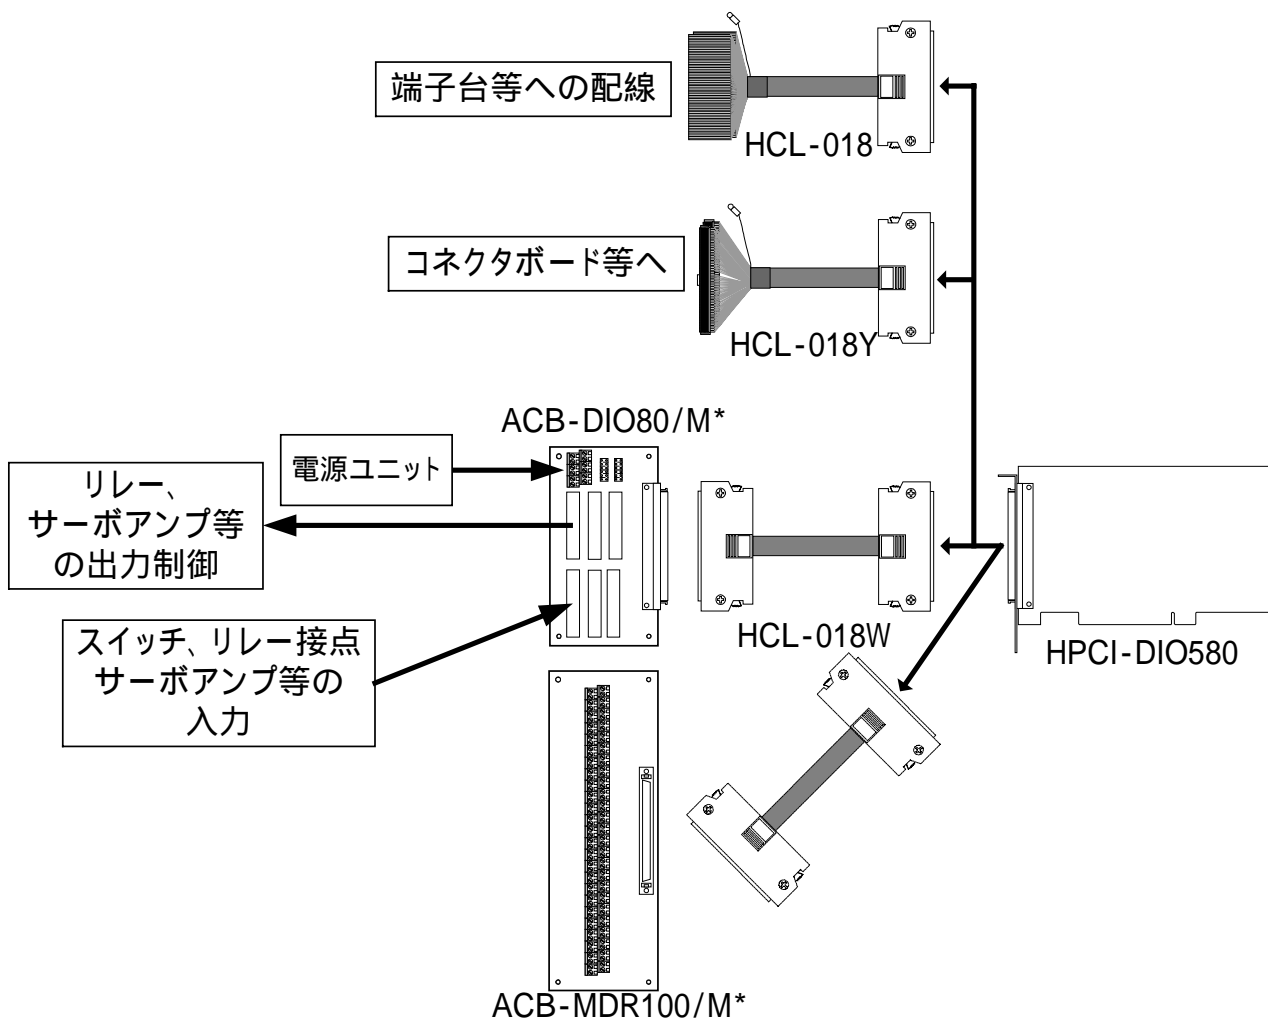 端子台等への配線
HCL-018
コネクタボード等へ
HCL-018Y
ACB-DIO80/M*
電源ユニット
リレー、
サーボアンプ等
の出力制御
スイッチ、リレー接点
サーボアンプ等の
入力
HCL-018W
HPCI-DIO580
ACB-MDR100/M*